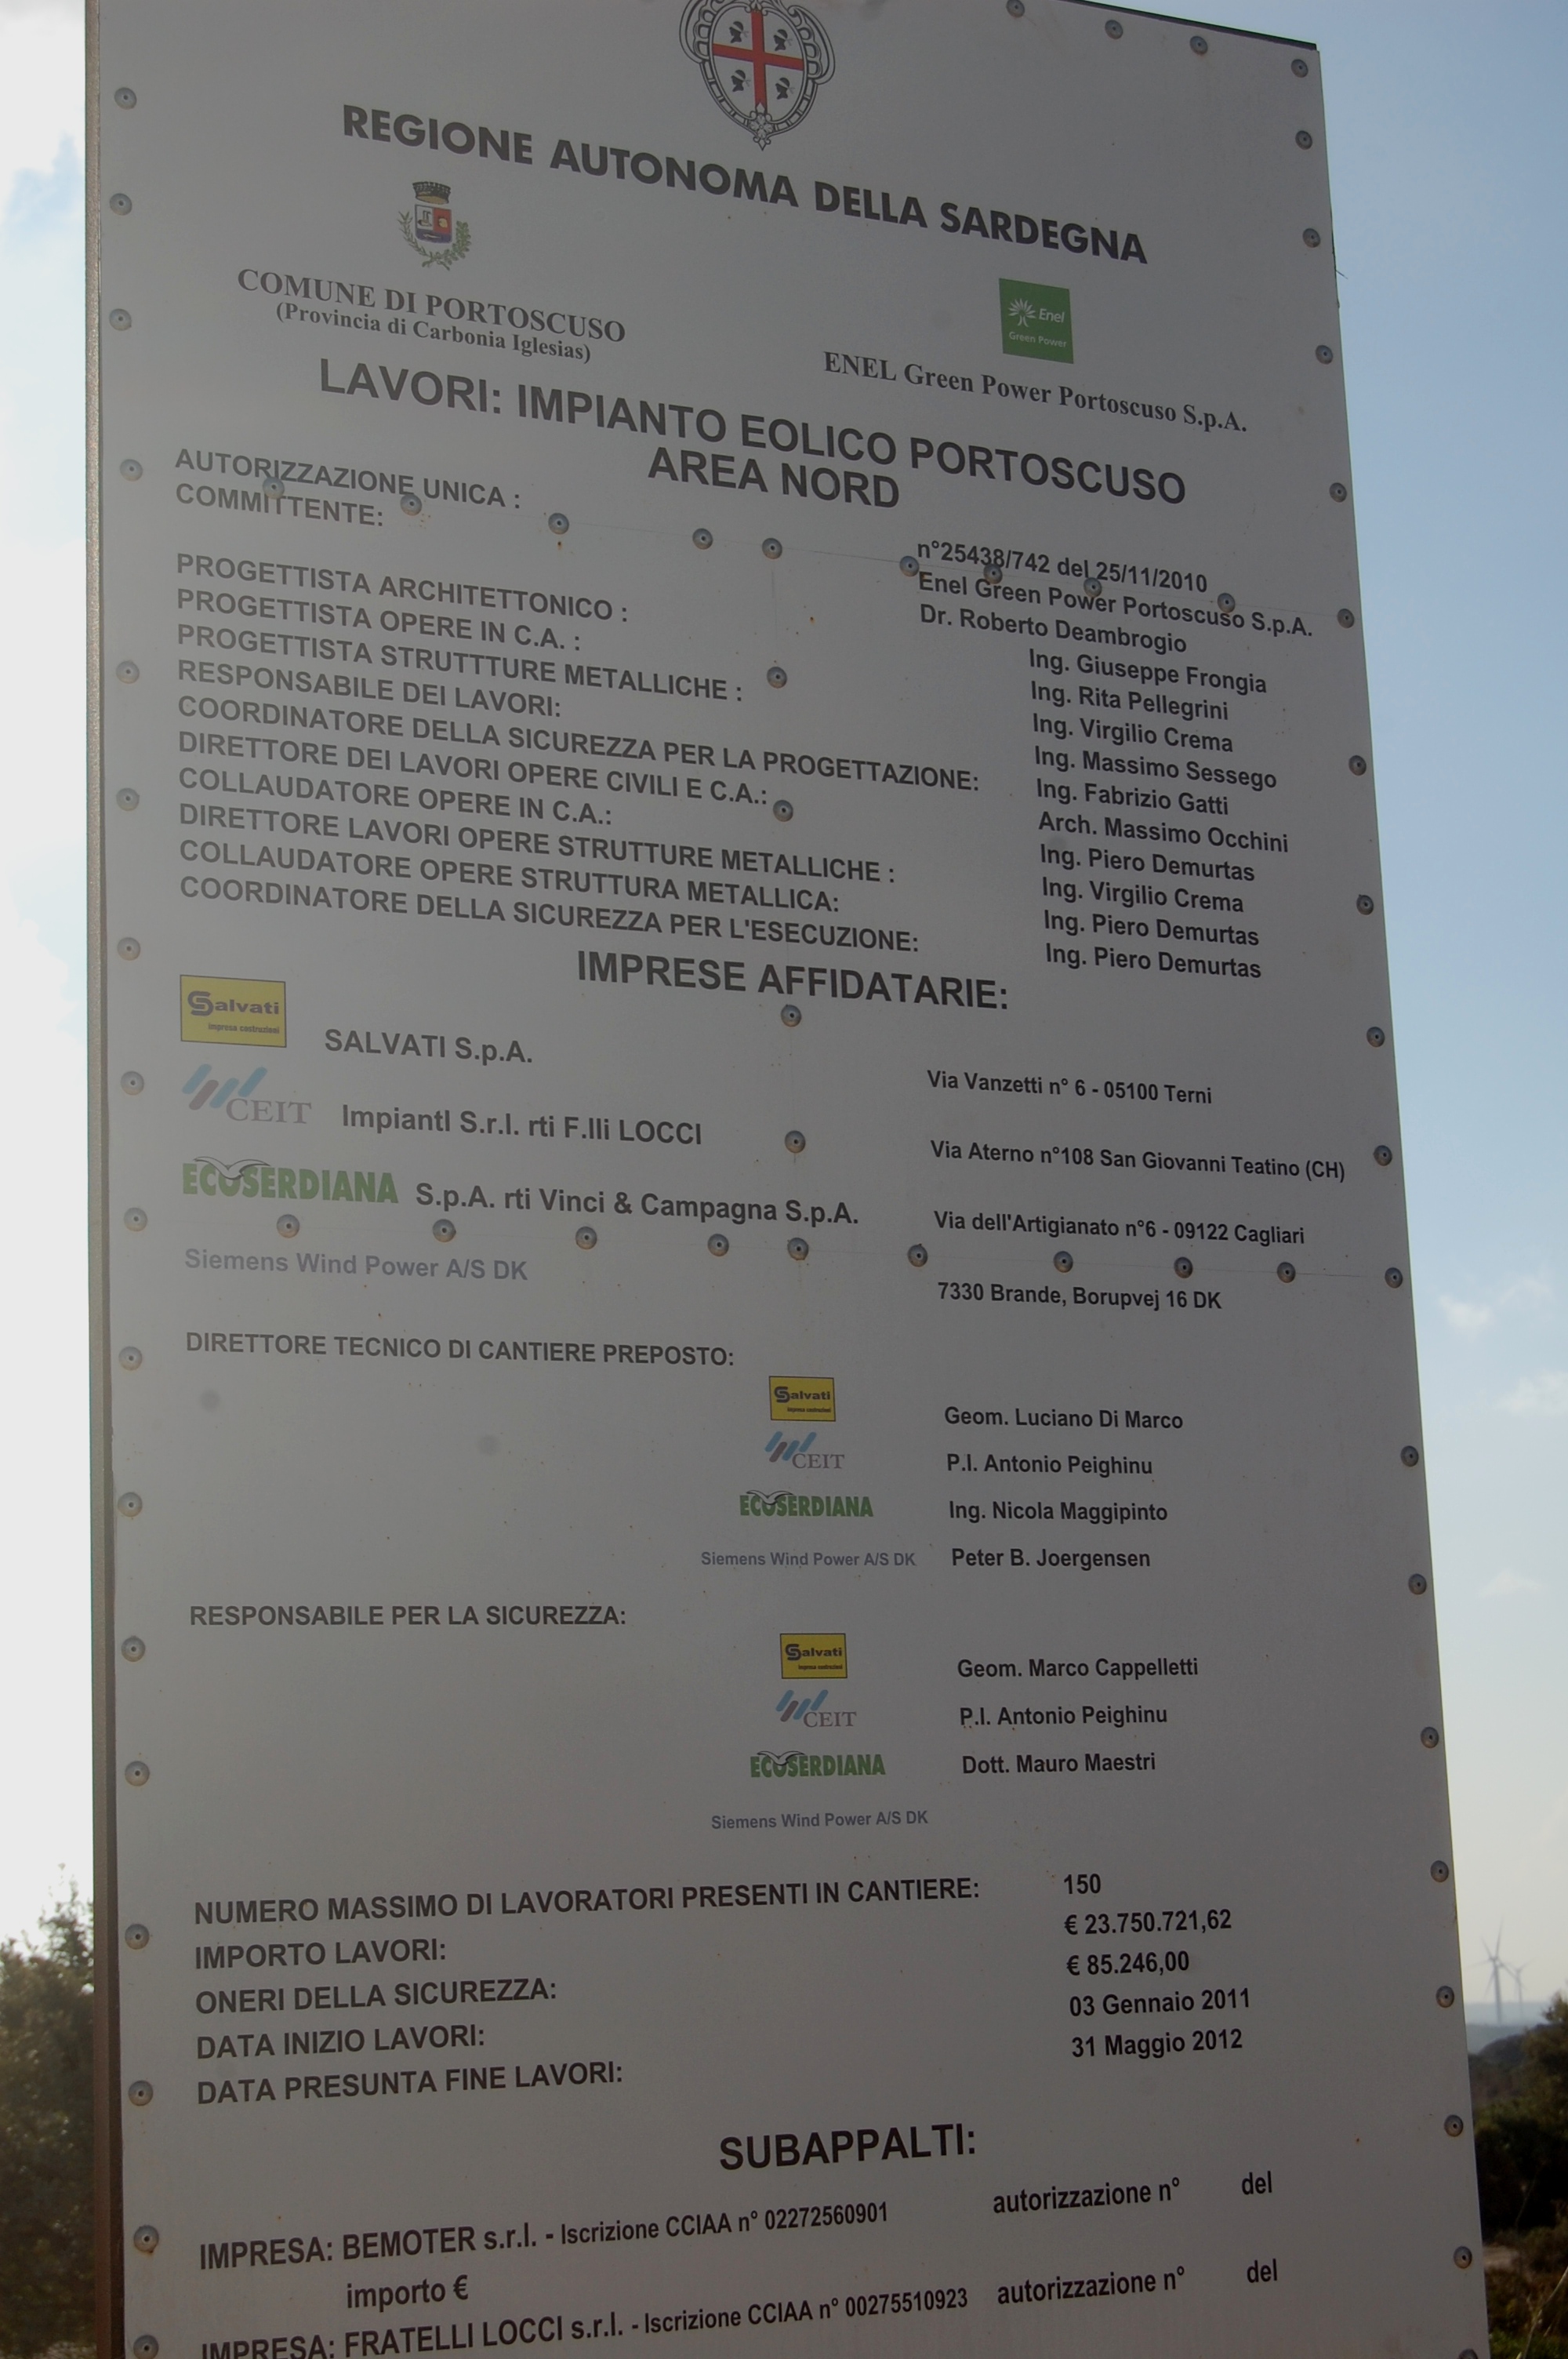 REGIONE AUTONOMA DELLA SARDEGNA
COMUNE DI PORTOSCUSO
(Provincia di Carbonia Iglesias)
Enel
Green Power
ENEL Green Power Portoscuso S.p.A.
LAVORI: IMPIANTO EOLICO PORTOSCUSO
AREA NORD
AUTORIZZAZIONE UNICA : n°25438/742 del 25/11/2010
COMMITTENTE: Enel Green Power Portoscuso S.p.A.
Dr. Roberto Deambrogio
PROGETTISTA ARCHITETTONICO : Ing. Giuseppe Frongia
PROGETTISTA OPERE IN C.A. : Ing. Rita Pellegrini
PROGETTISTA STRUTTTURE METALLICHE : Ing. Virgilio Crema
RESPONSABILE DEI LAVORI: Ing. Massimo Sessego
COORDINATORE DELLA SICUREZZA PER LA PROGETTAZIONE: Ing. Fabrizio Gatti
DIRETTORE DEI LAVORI OPERE CIVILI E C.A.: Arch. Massimo Occhini
COLLAUDATORE OPERE IN C.A.: Ing. Piero Demurtas
DIRETTORE LAVORI OPERE STRUTTURE METALLICHE : Ing. Virgilio Crema
COLLAUDATORE OPERE STRUTTURA METALLICA: Ing. Piero Demurtas
COORDINATORE DELLA SICUREZZA PER L'ESECUZIONE: Ing. Piero Demurtas
IMPRESE AFFIDATARIE:
Salvati
impresa costruzioni
SALVATI S.p.A. Via Vanzetti n° 6 - 05100 Terni
CEIT ImpiantI S.r.l. rti F.lli LOCCI Via Aterno n°108 San Giovanni Teatino (CH)
ECOSERDIANA S.p.A. rti Vinci & Campagna S.p.A. Via dell'Artigianato n°6 - 09122 Cagliari
Siemens Wind Power A/S DK 7330 Brande, Borupvej 16 DK
DIRETTORE TECNICO DI CANTIERE PREPOSTO:
Salvati
impresa costruzioni
Geom. Luciano Di Marco
CEIT P.I. Antonio Peighinu
ECOSERDIANA Ing. Nicola Maggipinto
Siemens Wind Power A/S DK Peter B. Joergensen
RESPONSABILE PER LA SICUREZZA:
Salvati
impresa costruzioni
Geom. Marco Cappelletti
CEIT P.I. Antonio Peighinu
ECOSERDIANA Dott. Mauro Maestri
Siemens Wind Power A/S DK
NUMERO MASSIMO DI LAVORATORI PRESENTI IN CANTIERE: 150
IMPORTO LAVORI: € 23.750.721,62
ONERI DELLA SICUREZZA: € 85.246,00
DATA INIZIO LAVORI: 03 Gennaio 2011
DATA PRESUNTA FINE LAVORI: 31 Maggio 2012
SUBAPPALTI:
IMPRESA: BEMOTER s.r.l. - Iscrizione CCIAA n° 02272560901 autorizzazione n° del
importo €
IMPRESA: FRATELLI LOCCI s.r.l. - Iscrizione CCIAA n° 00275510923 autorizzazione n° del